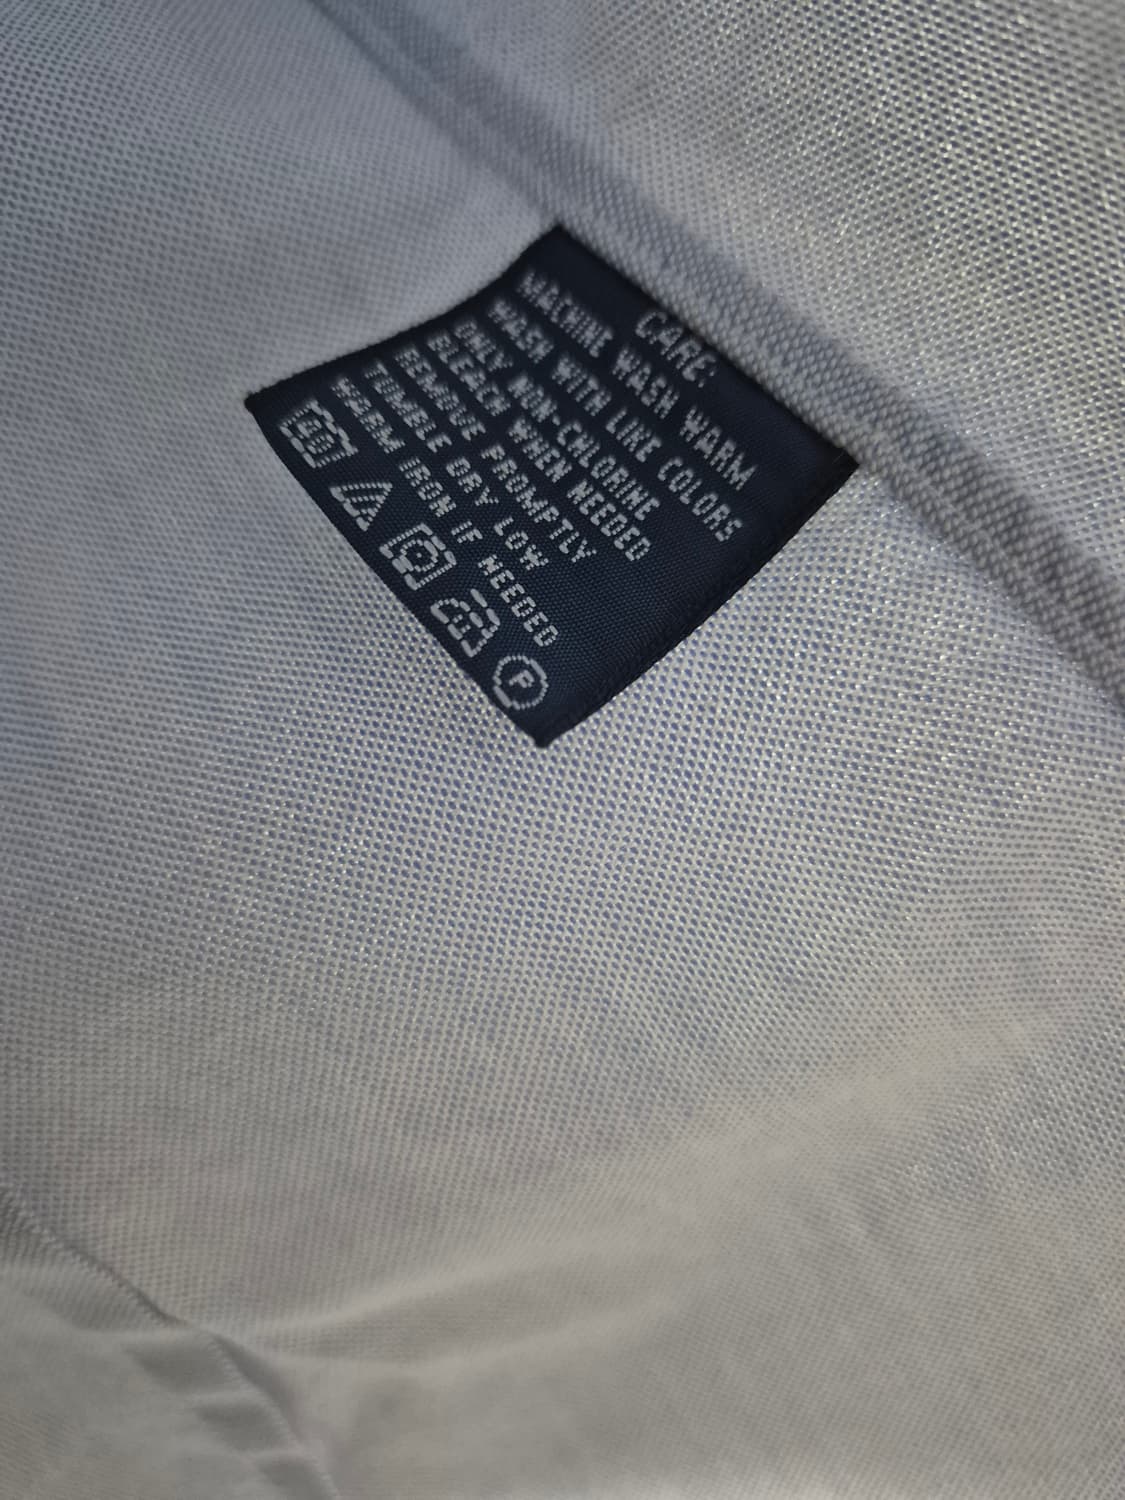 CARE:
MACHINE WASH WARM
WASH WITH LIKE COLORS
ONLY NON-CHLORINE
BLEACH WHEN NEEDED
REMOVE PROMPTLY
TUMBLE DRY LOW
WARM IRON IF NEEDED
P